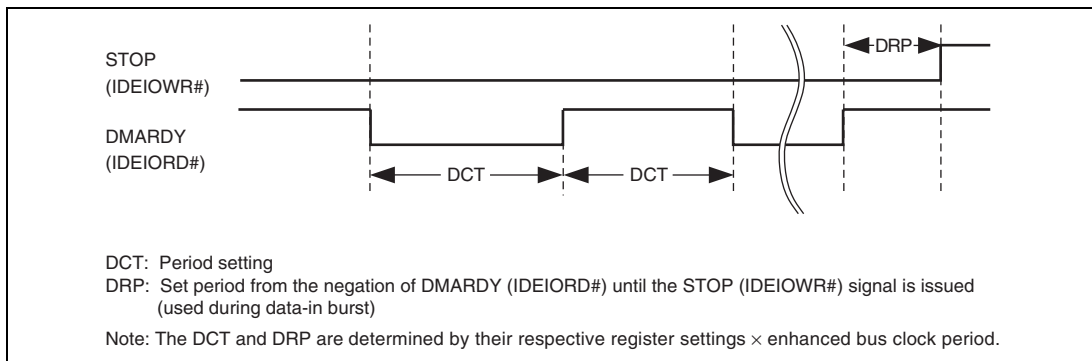 DRP
STOP
(IDEIOWR#)
DMARDY
(IDEIORD#)
DCT
DCT
DCT: Period setting
DRP: Set period from the negation of DMARDY (IDEIORD#) until the STOP (IDEIOWR#) signal is issued
(used during data-in burst)
Note: The DCT and DRP are determined by their respective register settings × enhanced bus clock period.